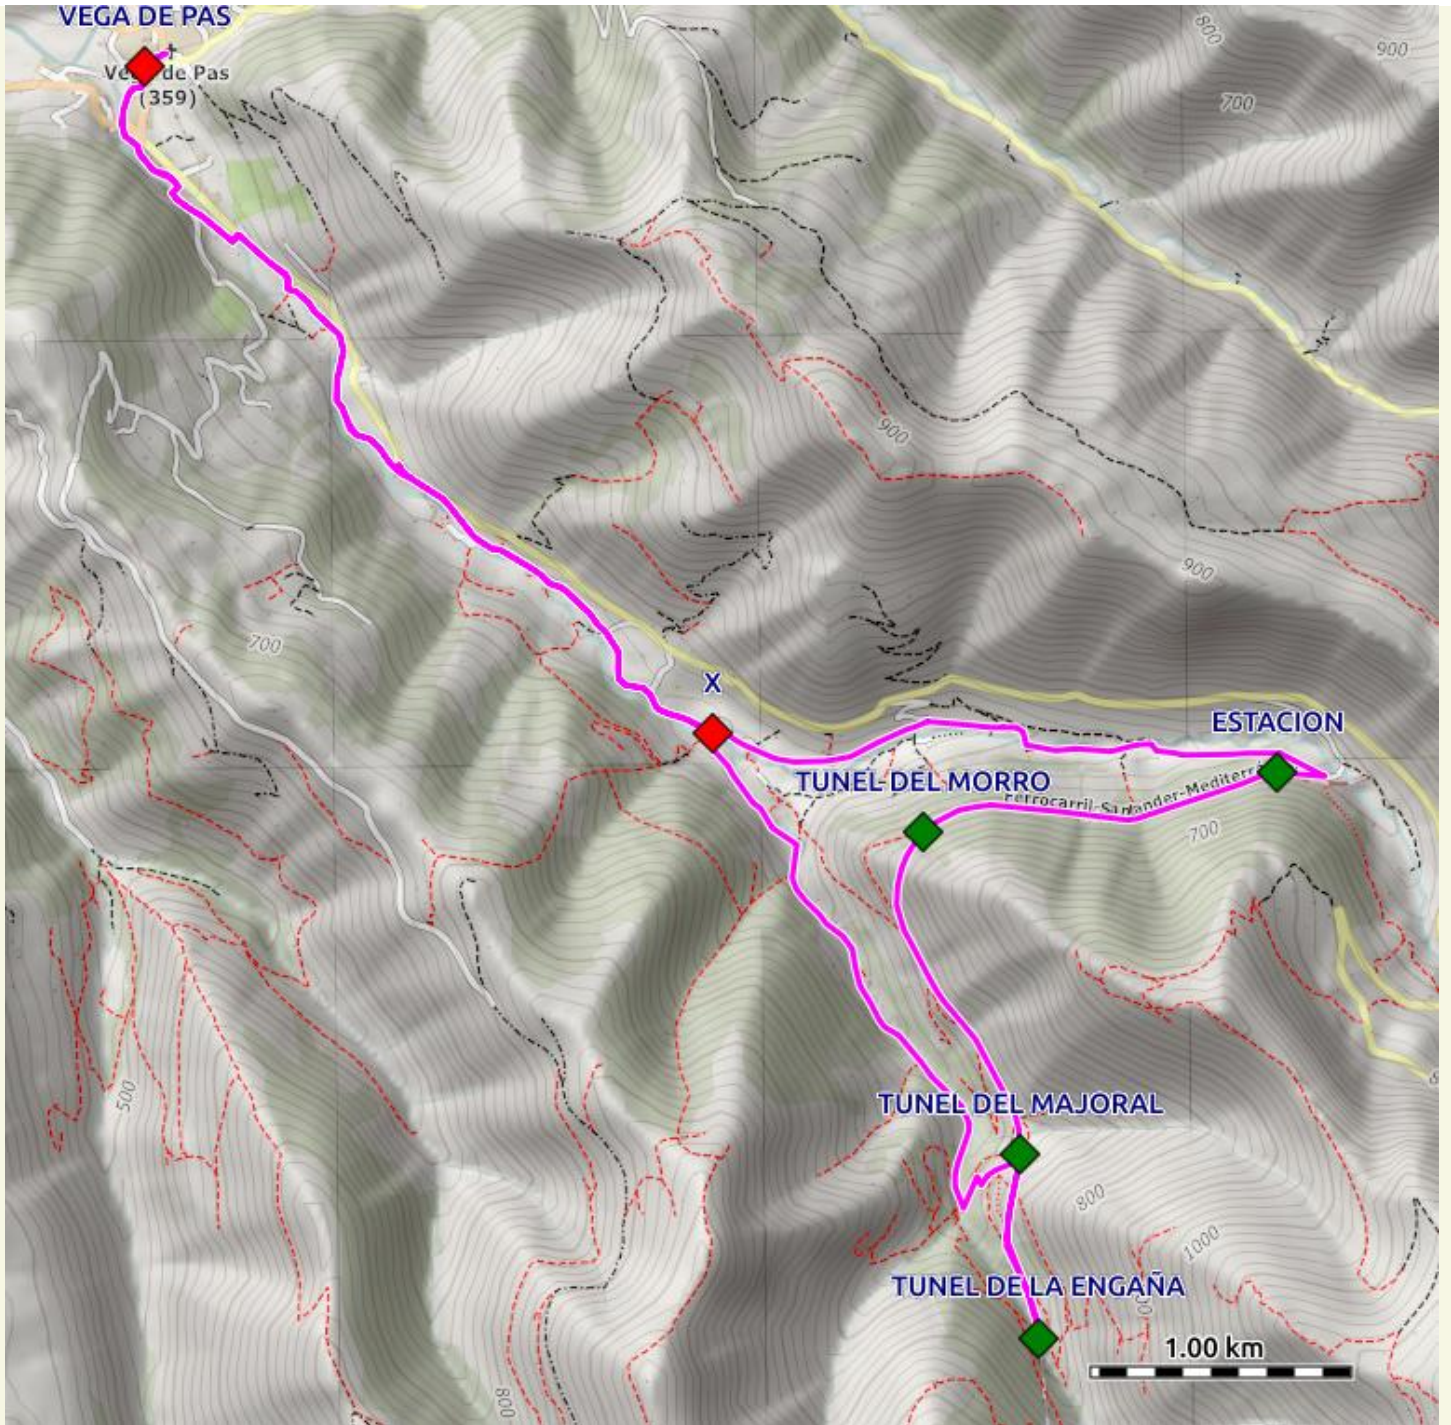 VEGA DE PAS
Vega de Pas
(359)
800
900
700
900
900
700
X
ESTACION
TUNEL DEL MORRO
Ferrocarril-Santander-Mediterrá
700
500
TUNEL DEL MAJORAL
800
1000
TUNEL DE LA ENGAÑA
1.00 km
800